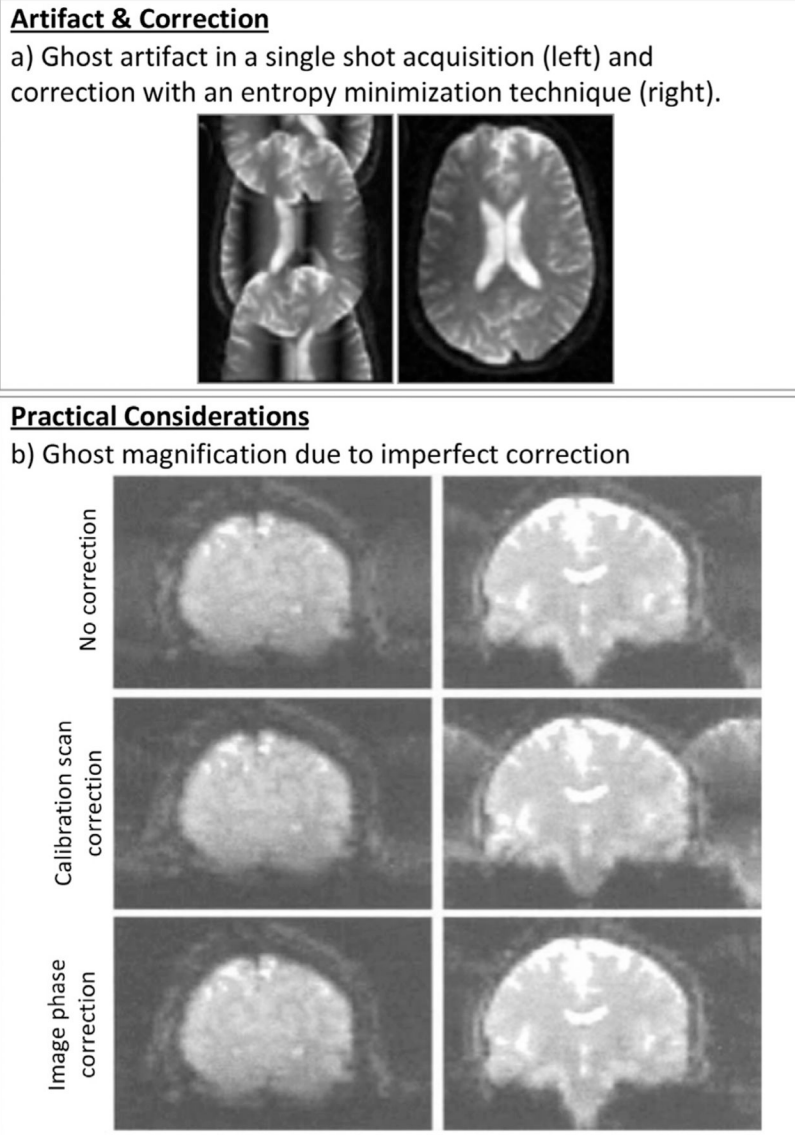 Artifact & Correction
a) Ghost artifact in a single shot acquisition (left) and
correction with an entropy minimization technique (right).
Practical Considerations
b) Ghost magnification due to imperfect correction
No correction
Calibration scan
correction
Image phase
correction